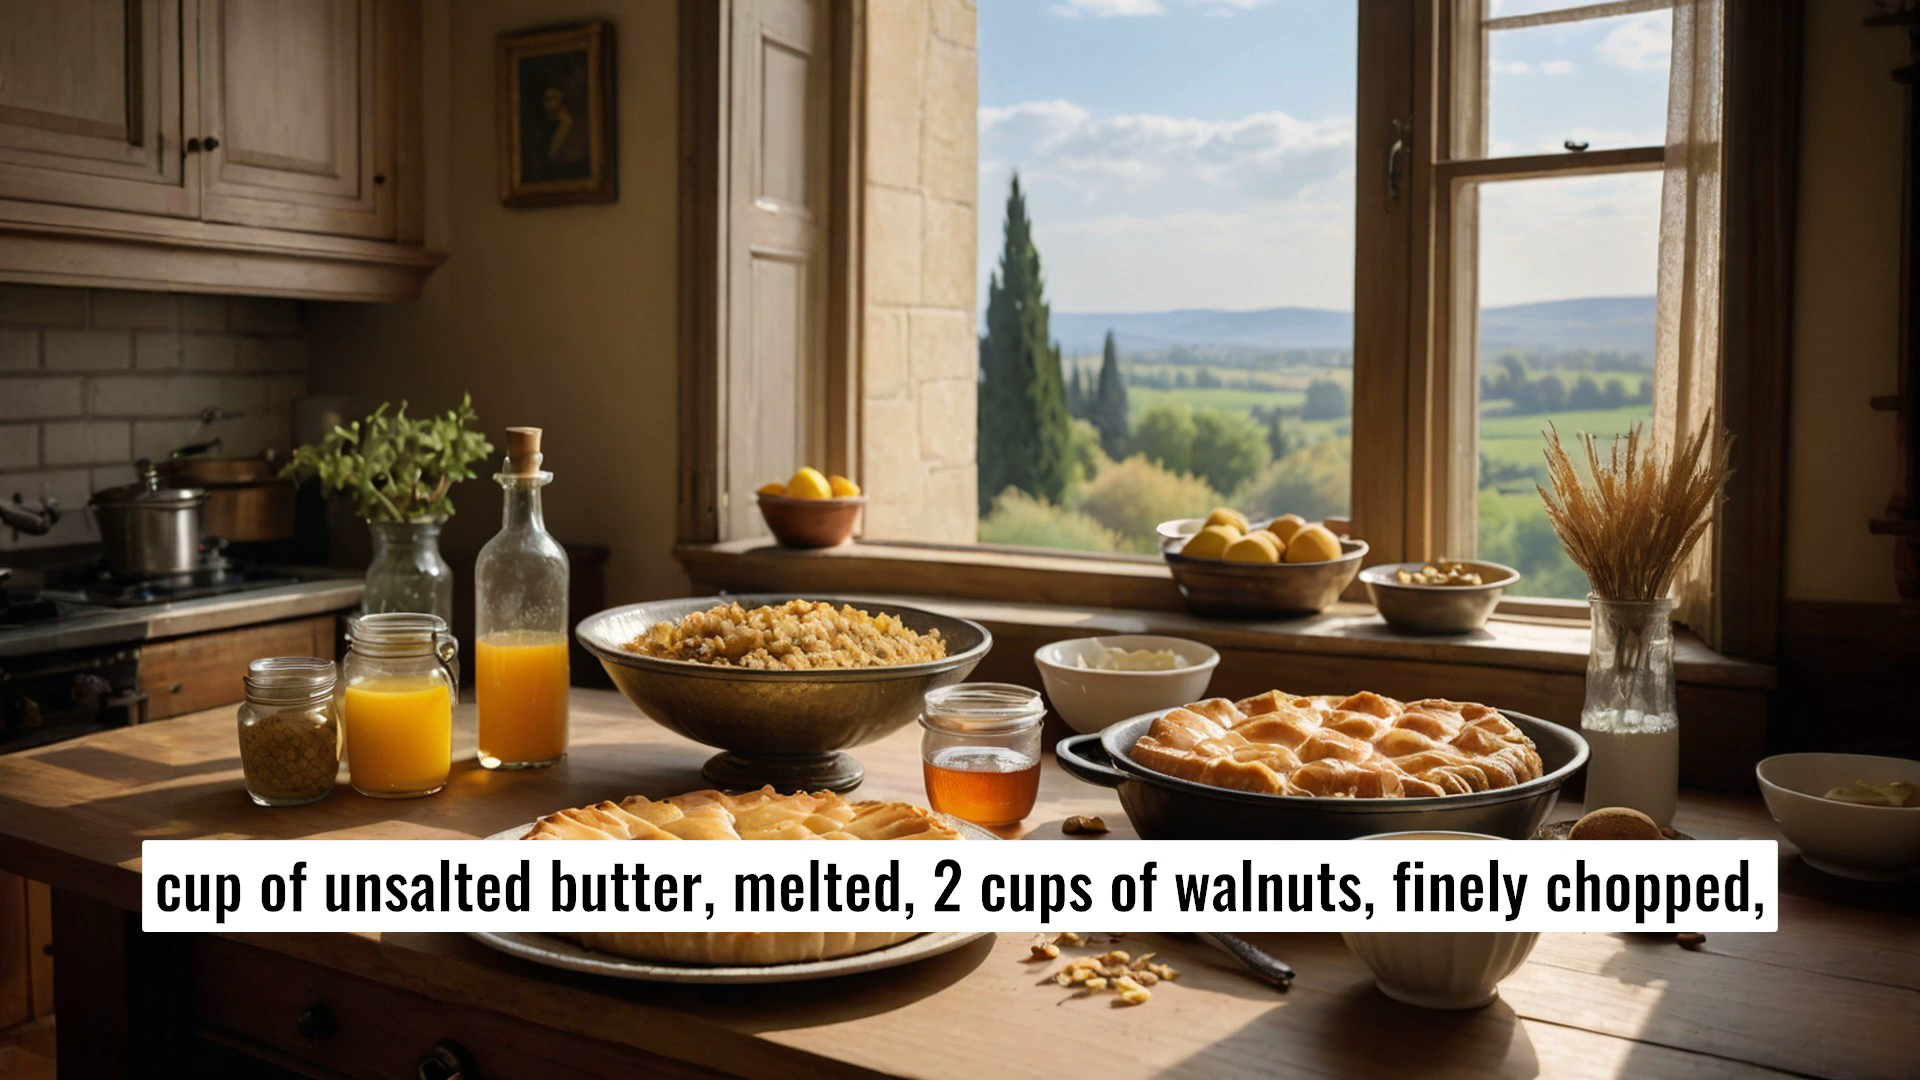 cup of unsalted butter, melted, 2 cups of walnuts, finely chopped,